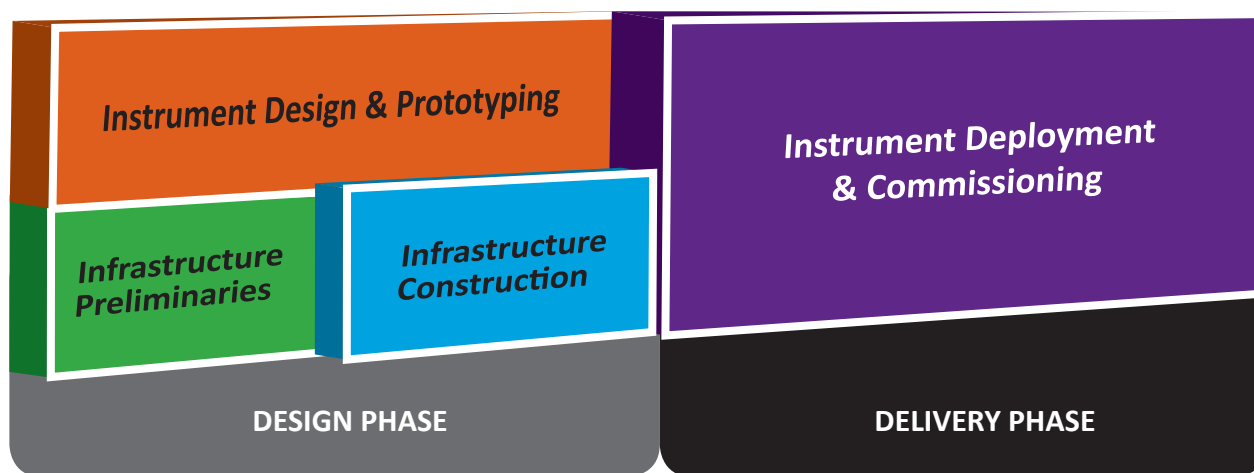 Instrument Design & Prototyping
Instrument Deployment
& Commissioning
Infrastructure
Preliminaries
Infrastructure
Construction
DESIGN PHASE
DELIVERY PHASE